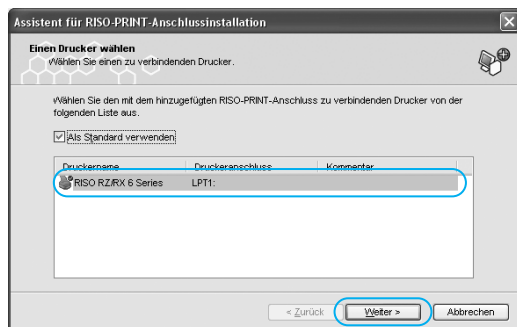 Assistent für RISO-PRINT-Anschlussinstallation
Einen Drucker wählen
Wählen Sie einen zu verbindenden Drucker.
Wählen Sie den mit dem hinzugefügten RISO-PRINT-Anschluss zu verbindenden Drucker von der
folgenden Liste aus.
Als Standard verwenden
Druckername Druckeranschluss Kommentar
RISO RZ/RX 6 Series LPT1:
< Zurück Weiter > Abbrechen